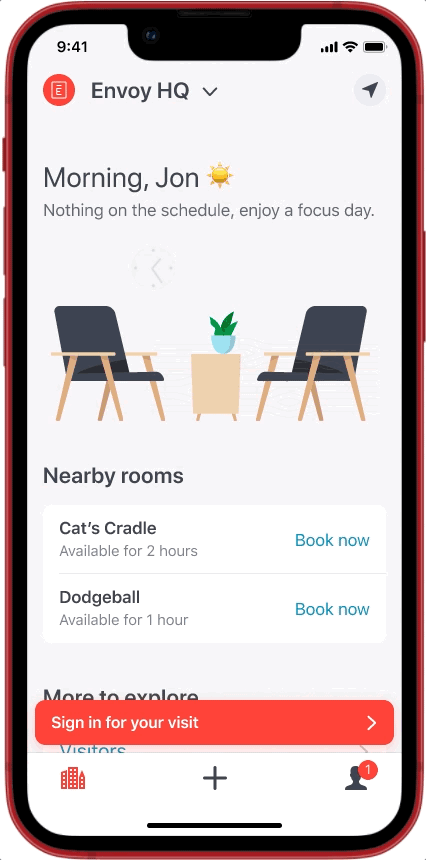 9:41
E
Envoy HQ
Morning, Jon
Nothing on the schedule, enjoy a focus day.
Nearby rooms
Cat's Cradle
Available for 2 hours
Book now
Dodgeball
Available for 1 hour
Book now
More to explore
Sign in for your visit
Visitors
1